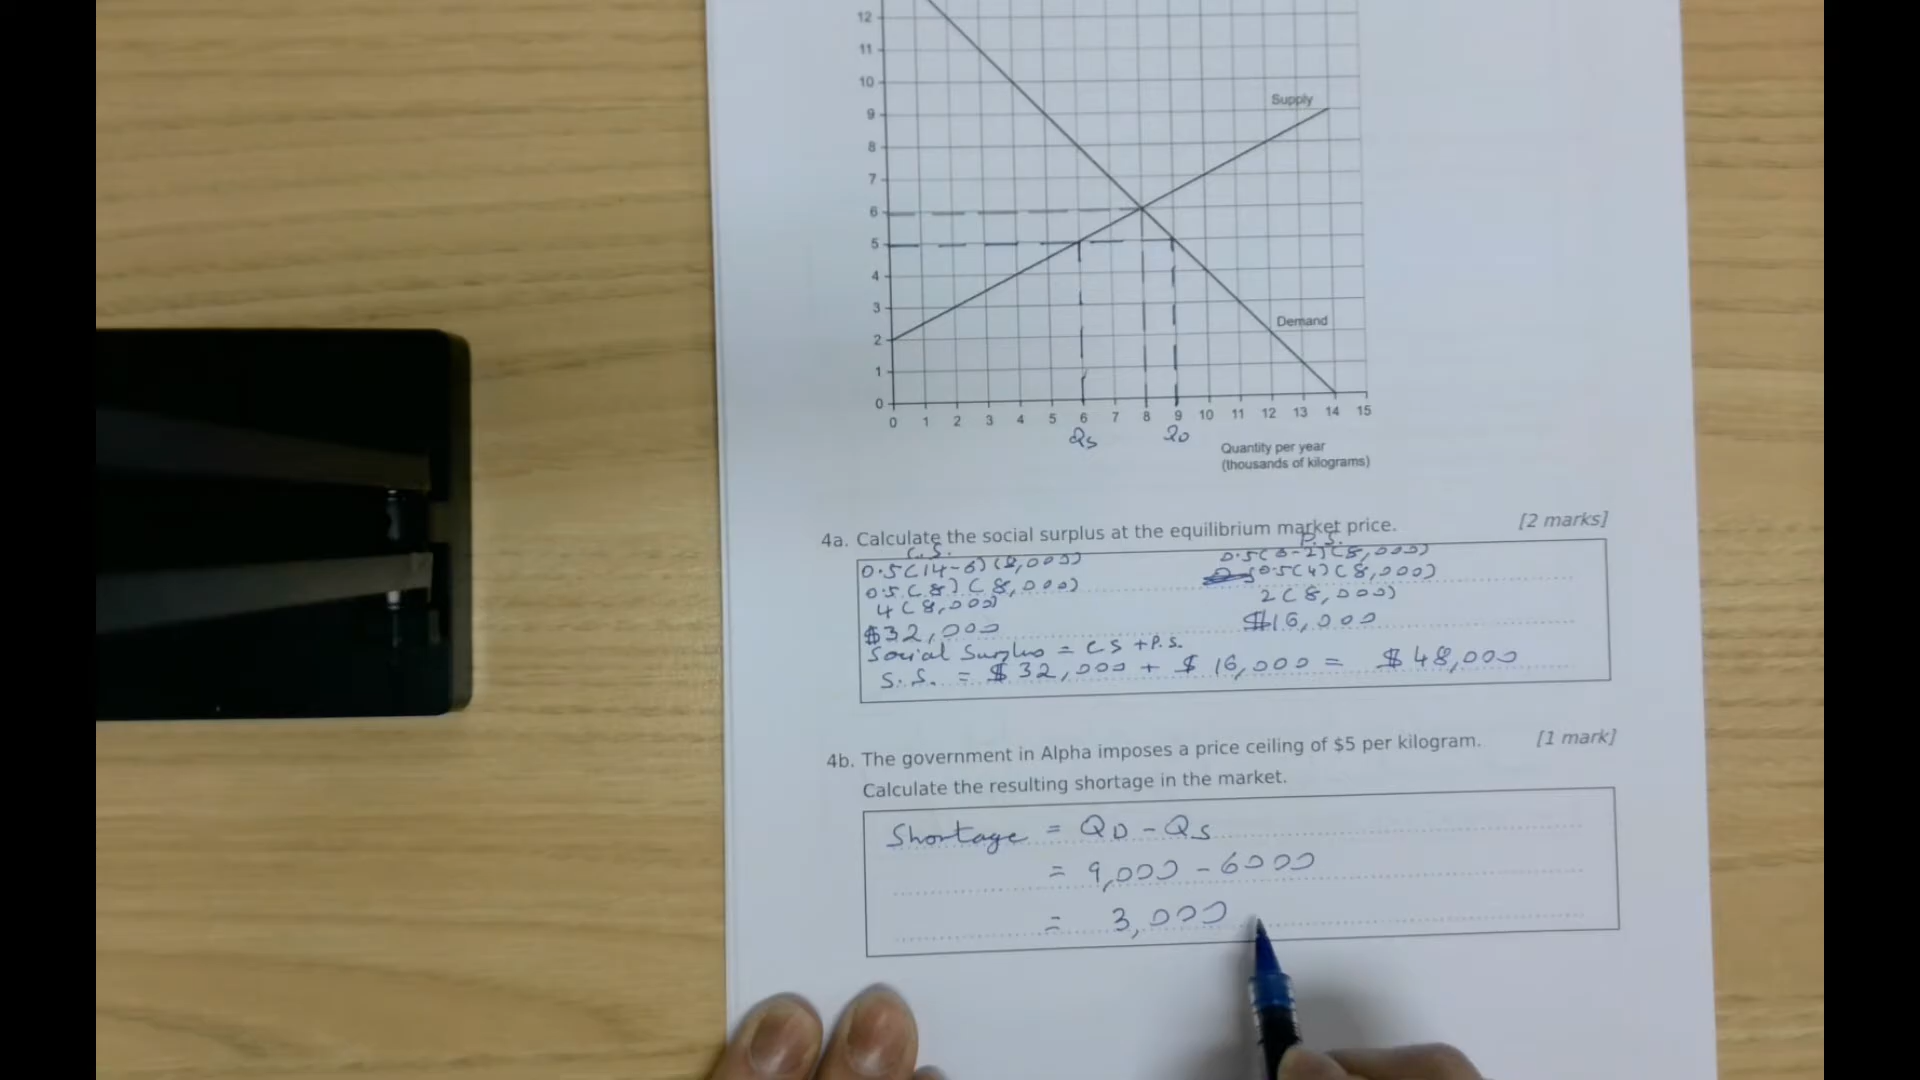 12
11
10
9
8
7
6
5
4
3
2
1
0
Supply
Demand
0 1 2 3 4 5 6 7 8 9 10 11 12 13 14 15
Qs QD
Quantity per year
(thousands of kilograms)
4a. Calculate the social surplus at the equilibrium market price. [2 marks]
C.S. P.S.
0.5(14-6)(8,000) 0.5(6-2)(8,000)
0.5(8)(8,000) 0.5(4)(8,000)
4(8,000) 2(8,000)
$32,000 $16,000
Social Surplus = CS + P.S.
S.S. = $32,000 + $16,000 = $48,000
4b. The government in Alpha imposes a price ceiling of $5 per kilogram. [1 mark]
Calculate the resulting shortage in the market.
Shortage = QD - QS
= 9,000 - 6000
= 3,000